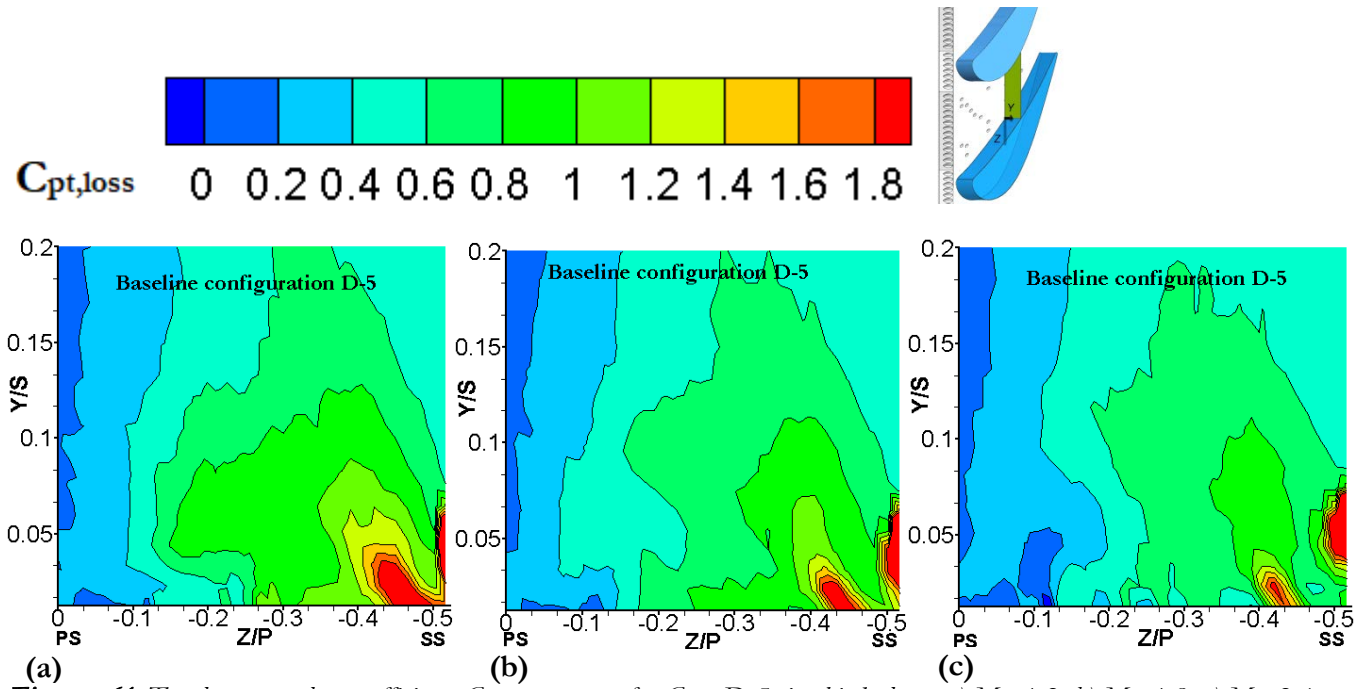 C_pt,loss 0 0.2 0.4 0.6 0.8 1 1.2 1.4 1.6 1.8
Y
Z
0.2
Baseline configuration D-5
0.15
Y/S
0.1
0.05
0 -0.1 -0.2 -0.3 -0.4 -0.5
PS Z/P SS
(a)
0.2
Baseline configuration D-5
0.15
Y/S
0.1
0.05
0 -0.1 -0.2 -0.3 -0.4 -0.5
PS Z/P SS
(b)
0.2
Baseline configuration D-5
0.15
Y/S
0.1
0.05
0 -0.1 -0.2 -0.3 -0.4 -0.5
PS Z/P SS
(c)